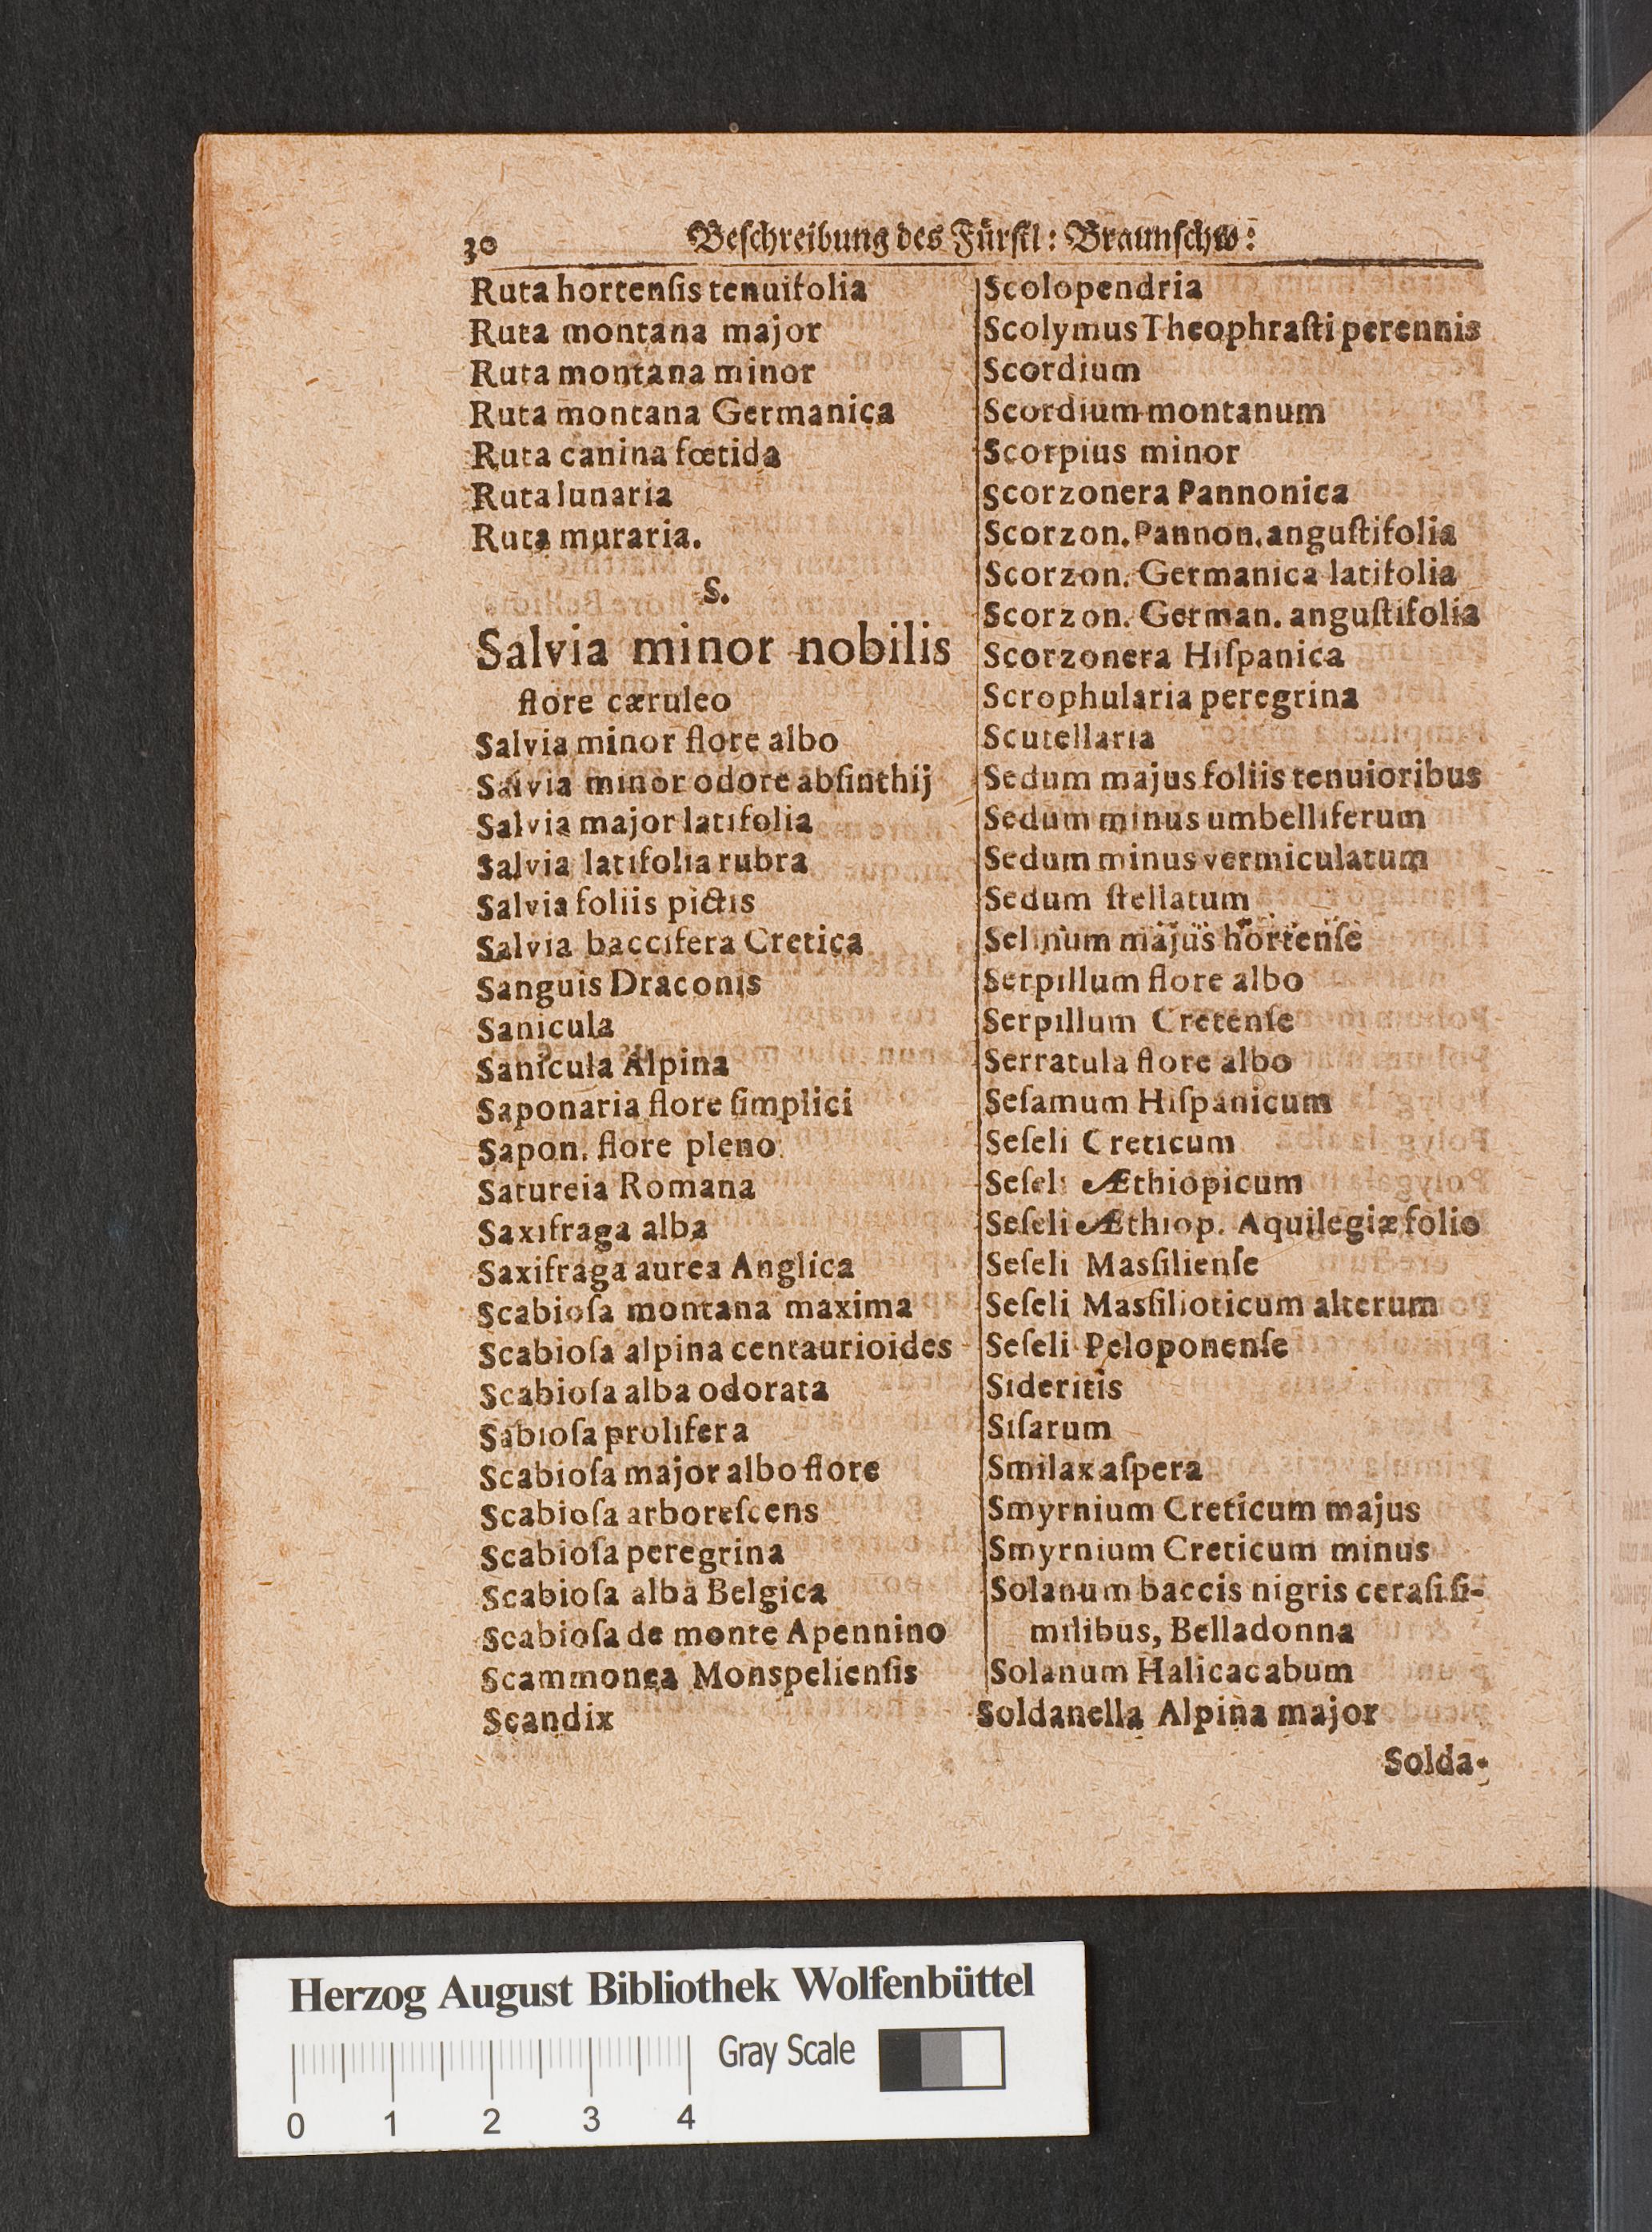 30 Beſchreibung des Fürſtl: Braunſchw:
Ruta hortenſis tenuifolia
Ruta montana major
Ruta montana minor
Ruta montana Germanica
Ruta canina fœtida
Ruta lunaria
Ruta muraria.
S.
Salvia minor nobilis
flore cæruleo
Salvia minor flore albo
Salvia minor odore abſinthij
Salvia major latifolia
Salvia latifolia rubra
Salvia foliis pictis
Salvia baccifera Cretica
Sanguis Draconis
Sanicula
Sanicula Alpina
Saponaria flore ſimplici
Sapon. flore pleno
Satureia Romana
Saxifraga alba
Saxifraga aurea Anglica
Scabioſa montana maxima
Scabioſa alpina centaurioides
Scabioſa alba odorata
Sabioſa prolifera
Scabioſa major albo flore
Scabioſa arboreſcens
Scabioſa peregrina
Scabioſa alba Belgica
Scabioſa de monte Apennino
Scammonea Monspelienſis
Scandix
Scolopendria
Scolymus Theophraſti perennis
Scordium
Scordium montanum
Scorpius minor
Scorzonera Pannonica
Scorzon. Pannon. anguſtifolia
Scorzon. Germanica latifolia
Scorzon. German. anguſtifolia
Scorzonera Hiſpanica
Scrophularia peregrina
Scutellaria
Sedum majus foliis tenuioribus
Sedum minus umbelliferum
Sedum minus vermiculatum
Sedum ſtellatum
Selinum majus hortenſe
Serpillum flore albo
Serpillum Cretenſe
Serratula flore albo
Seſamum Hiſpanicum
Seſeli Creticum
Seſeli Æthiopicum
Seſeli Æthiop. Aquilegiæ folio
Seſeli Masſilienſe
Seſeli Masſilioticum alterum
Seſeli Peloponenſe
Sideritis
Siſarum
Smilax aſpera
Smyrnium Creticum majus
Smyrnium Creticum minus
Solanum baccis nigris ceraſi ſi-
milibus, Belladonna
Solanum Halicacabum
Soldanella Alpina major
Solda-
Herzog August Bibliothek Wolfenbüttel
Gray Scale
0 1 2 3 4